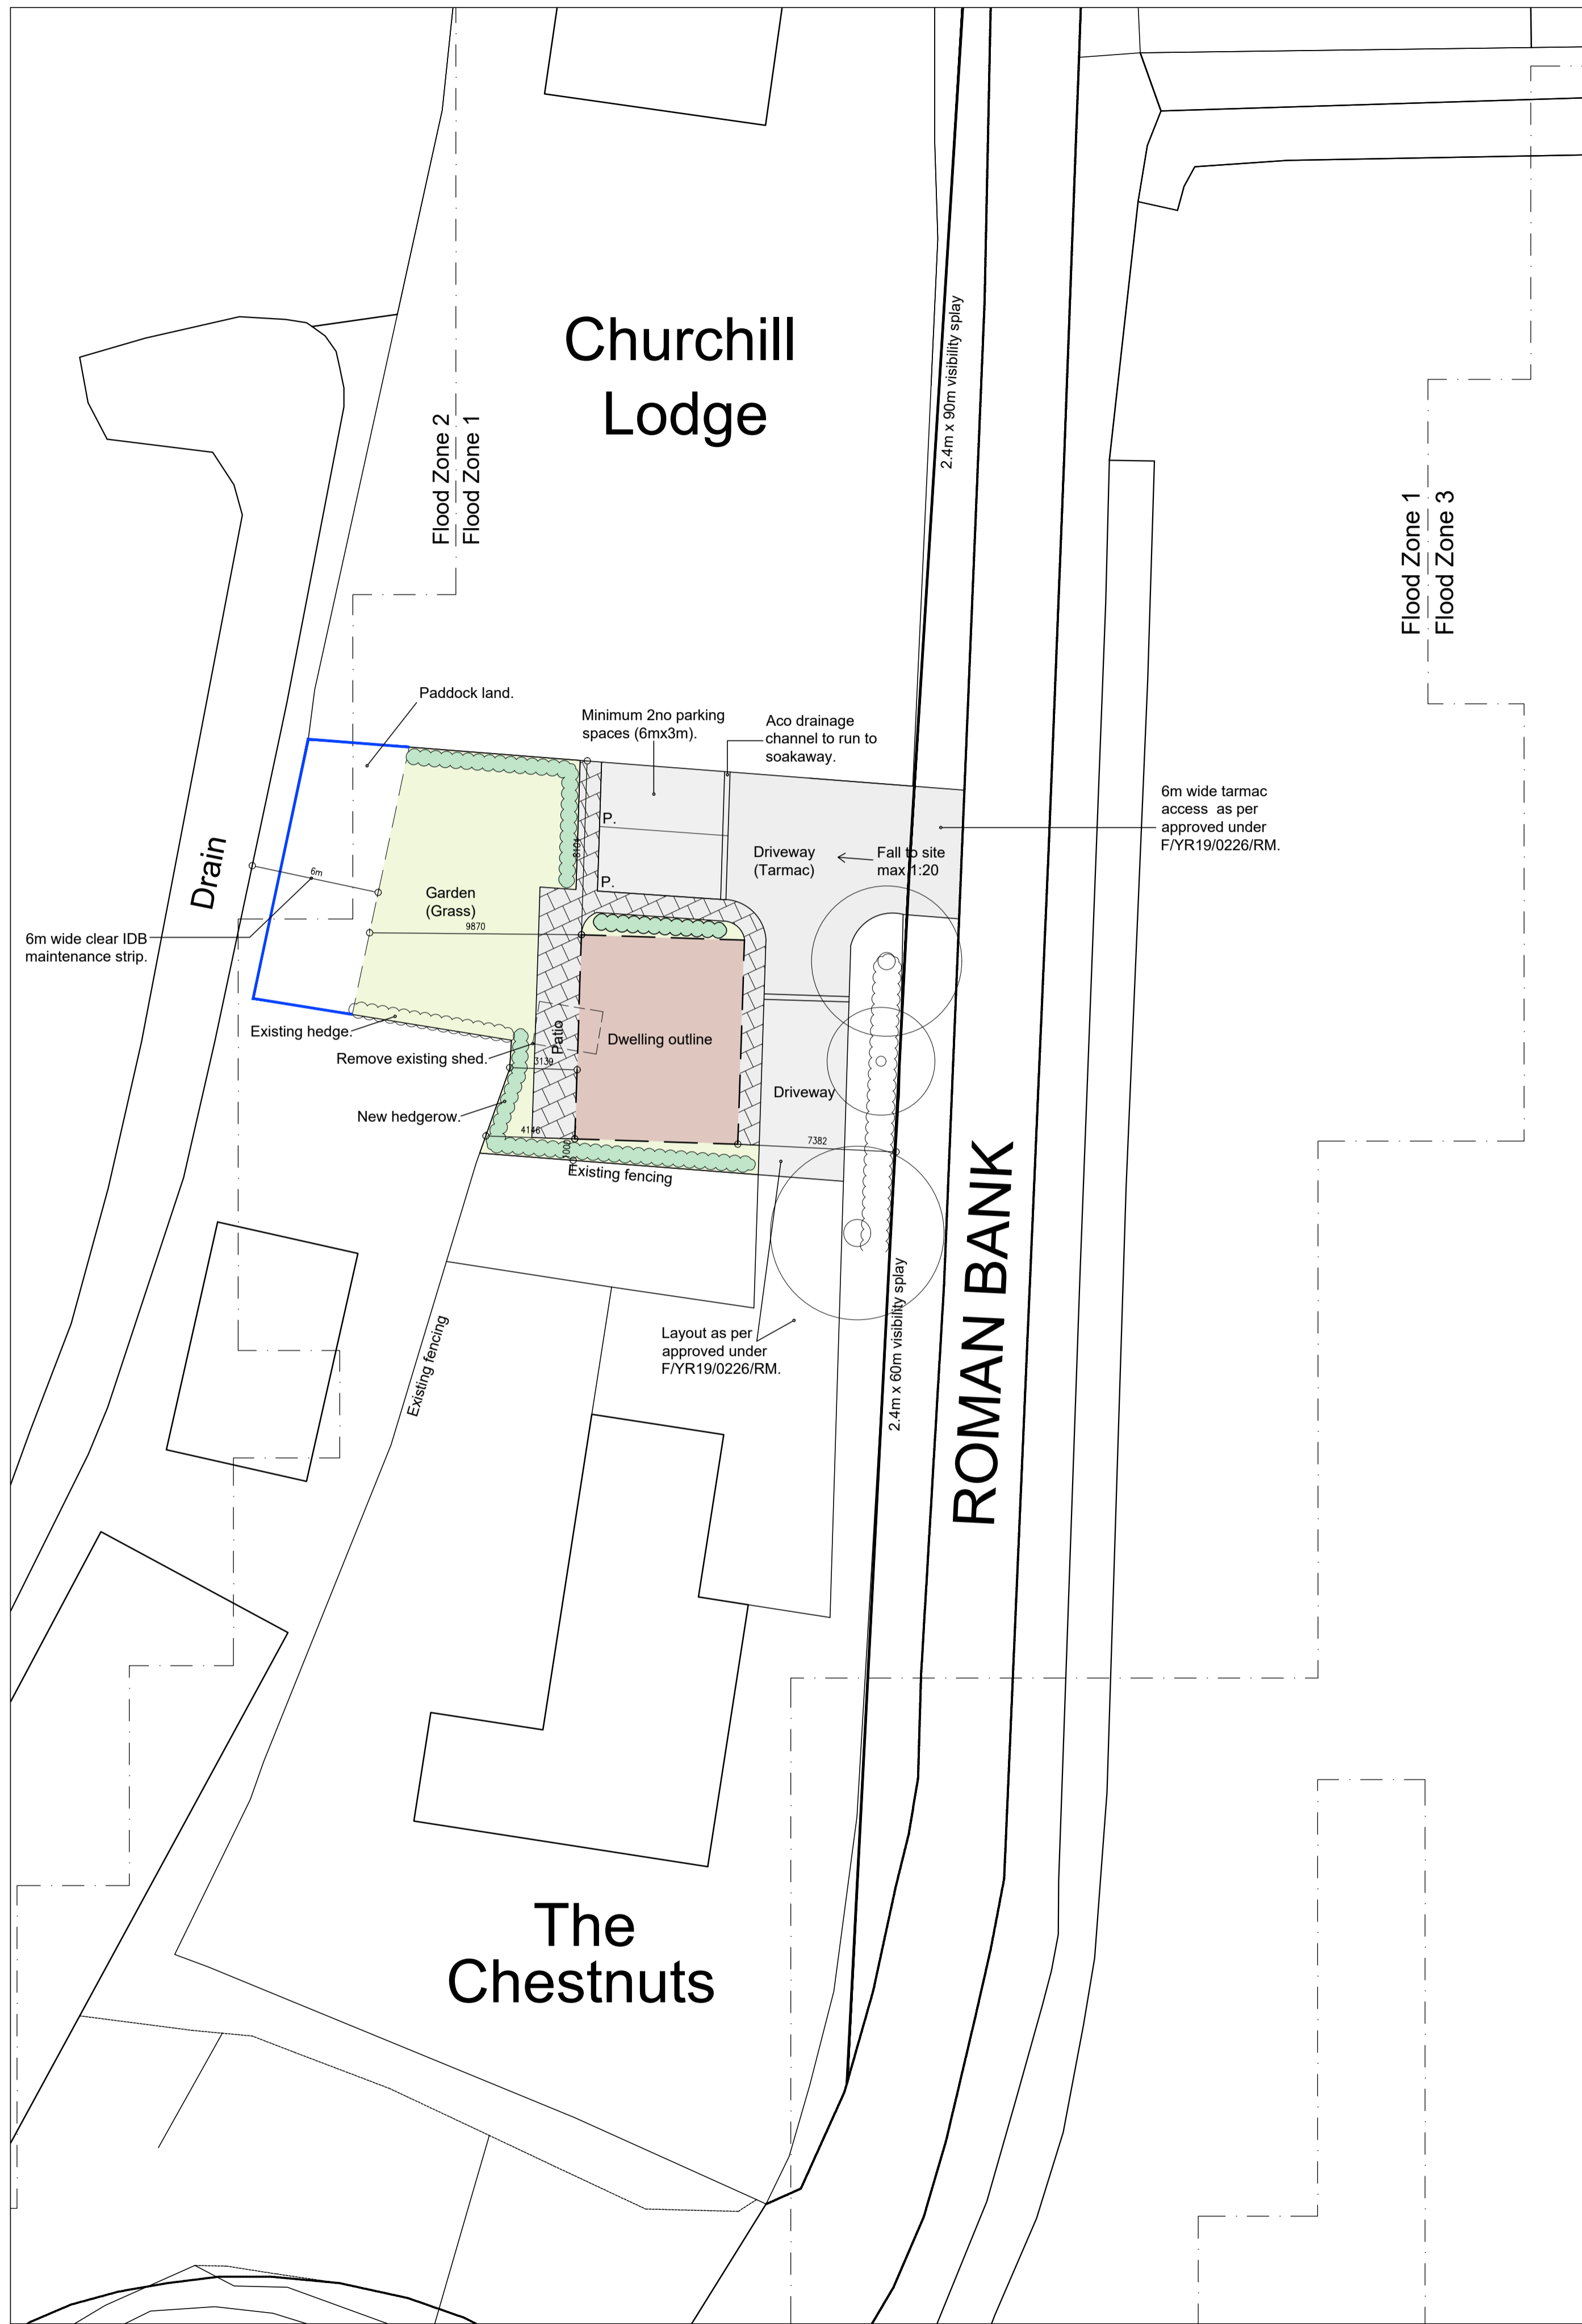 Churchill
Lodge
2.4m x 90m visibility splay
Flood Zone 2
Flood Zone 1
Flood Zone 1
Flood Zone 3
Paddock land.
Minimum 2no parking
spaces (6mx3m).
Aco drainage
channel to run to
soakaway.
6m wide tarmac
access as per
approved under
F/YR19/0226/RM.
P.
P.
Driveway
(Tarmac)
Fall to site
max 1:20
Drain
6m
Garden
(Grass)
9870
6m wide clear IDB
maintenance strip.
Existing hedge.
Remove existing shed.
Patio
3139
Dwelling outline
New hedgerow.
Driveway
4146
7382
Existing fencing
Existing fencing
Layout as per
approved under
F/YR19/0226/RM.
2.4m x 60m visibility splay
ROMAN BANK
The
Chestnuts